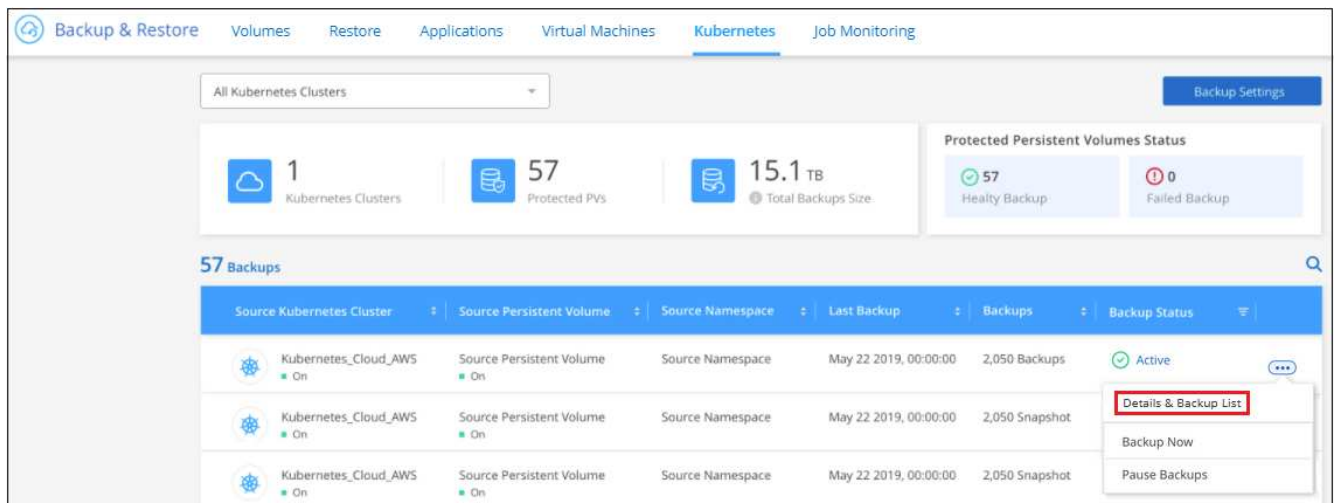 Backup & Restore Volumes Restore Applications Virtual Machines Kubernetes Job Monitoring
All Kubernetes Clusters Backup Settings
Protected Persistent Volumes Status
1 57 15.1 TB
Kubernetes Clusters Protected PVs Total Backups Size
57 0
Healty Backup Failed Backup
57 Backups
Source Kubernetes Cluster Source Persistent Volume Source Namespace Last Backup Backups Backup Status
Kubernetes_Cloud_AWS Source Persistent Volume Source Namespace May 22 2019, 00:00:00 2,050 Backups Active
On On
Details & Backup List
Kubernetes_Cloud_AWS Source Persistent Volume Source Namespace May 22 2019, 00:00:00 2,050 Snapshot
On On
Backup Now
Kubernetes_Cloud_AWS Source Persistent Volume Source Namespace May 22 2019, 00:00:00 2,050 Snapshot
On On
Pause Backups